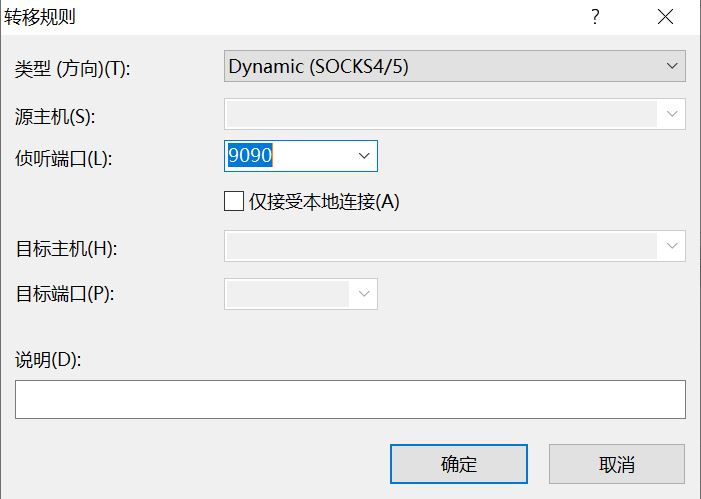 转移规则
类型 (方向)(T):
Dynamic (SOCKS4/5)
源主机(S):
侦听端口(L):
9090
仅接受本地连接(A)
目标主机(H):
目标端口(P):
说明(D):
确定
取消